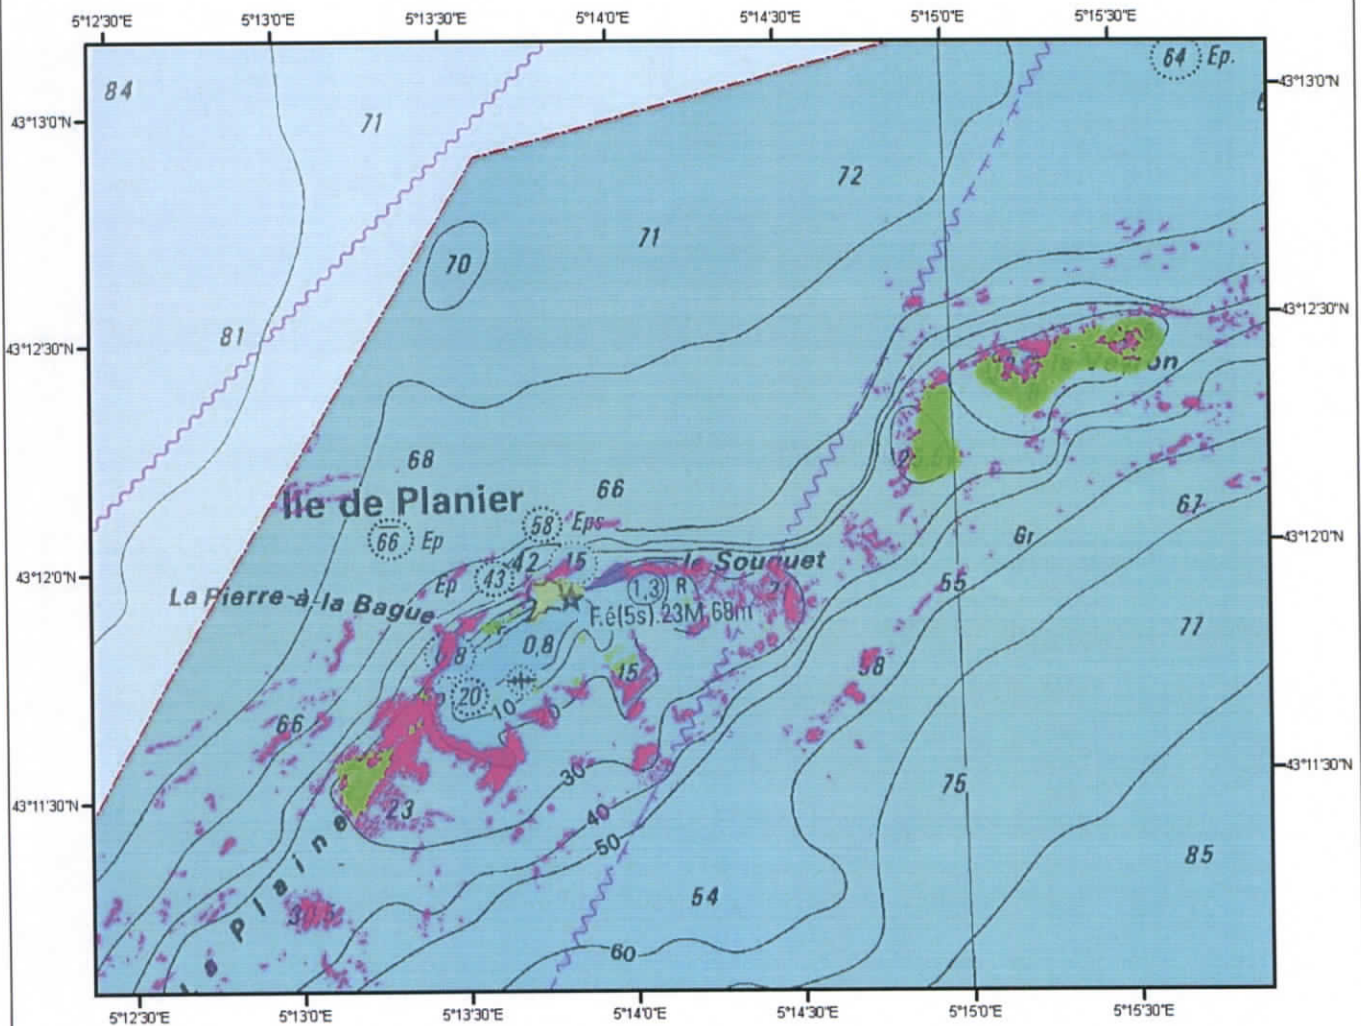 5°12'30"E 5°13'0"E 5°13'30"E 5°14'0"E 5°14'30"E 5°15'0"E 5°15'30"E
64 Ep.
43°13'0"N
84
71
43°13'0"N
72
71
70
43°12'30"N
81
43°12'30"N
68
66
Ile de Planier
58 Eps
66 Ep
67
Gr
43°12'0"N
42 15
le Souquet
43°12'0"N
Ep 43
1,3 R
55
La Pierre-à-la Bague
F.é(5s).23M,68m
77
0,8
15
58
20
10
66
30
75
43°11'30"N
43°11'30"N
23
40
50
85
54
La Plaine
60
5°12'30"E 5°13'0"E 5°13'30"E 5°14'0"E 5°14'30"E 5°15'0"E 5°15'30"E